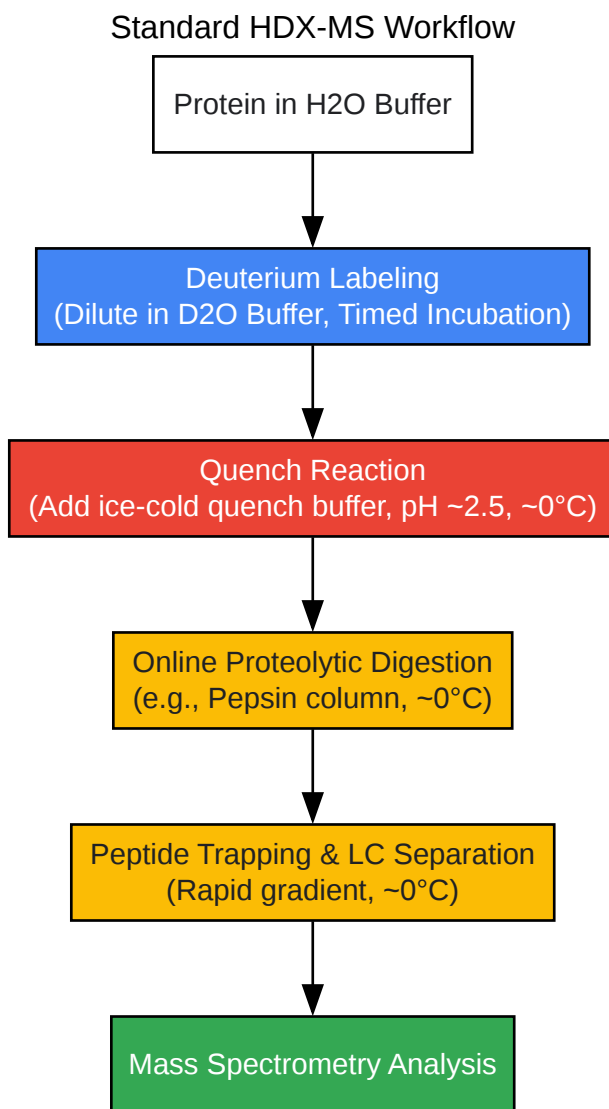 Standard HDX-MS Workflow
Protein in H2O Buffer
Deuterium Labeling
(Dilute in D2O Buffer, Timed Incubation)
Quench Reaction
(Add ice-cold quench buffer, pH ~2.5, ~0°C)
Online Proteolytic Digestion
(e.g., Pepsin column, ~0°C)
Peptide Trapping & LC Separation
(Rapid gradient, ~0°C)
Mass Spectrometry Analysis